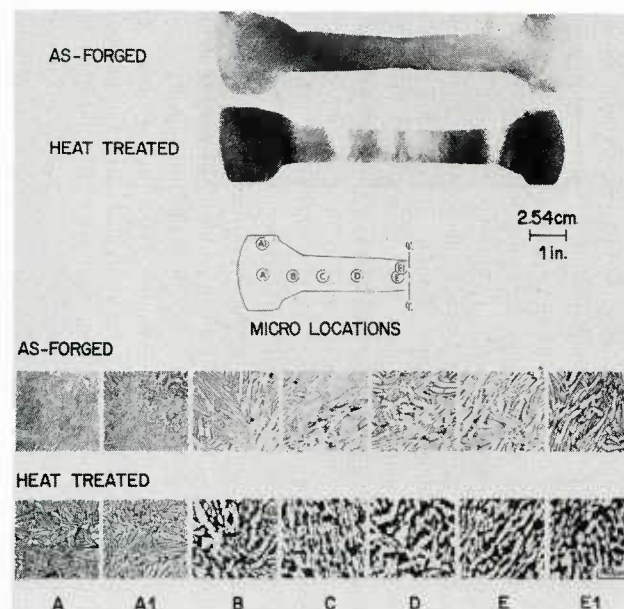 AS-FORGED
HEAT TREATED
2.54cm
1 in.
A1
A B C D E E1
MICRO LOCATIONS
AS-FORGED
HEAT TREATED
A A1 B C D E E1